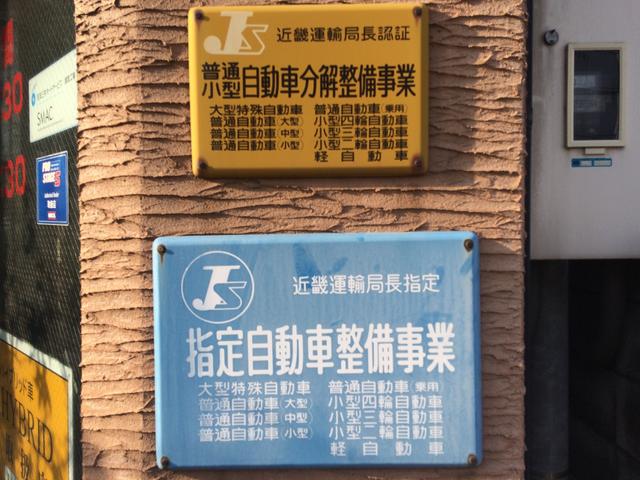 JS 近畿運輸局長認証
普通
小型 自動車分解整備事業
大型特殊自動車 普通自動車(乗用)
普通自動車(大型) 小型四輪自動車
普通自動車(中型) 小型三輪自動車
普通自動車(小型) 小型二輪自動車
軽自動車
JS 近畿運輸局長指定
指定自動車整備事業
大型特殊自動車 普通自動車(乗用)
普通自動車(大型) 小型四輪自動車
普通自動車(中型) 小型三輪自動車
普通自動車(小型) 小型二輪自動車
軽自動車
SMAC
30
30
HYBRID